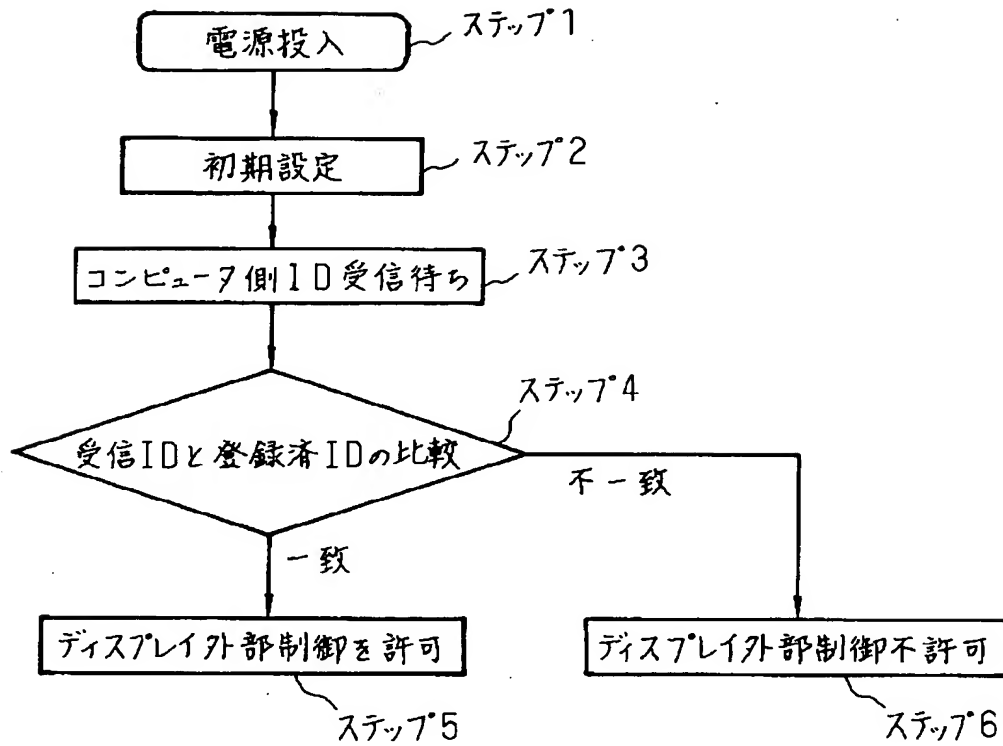 電源投入
ステップ1
初期設定
ステップ2
コンピュータ側ID受信待ち
ステップ3
ステップ4
受信IDと登録済IDの比較
不一致
一致
ディスプレイ外部制御を許可
ディスプレイ外部制御不許可
ステップ5
ステップ6